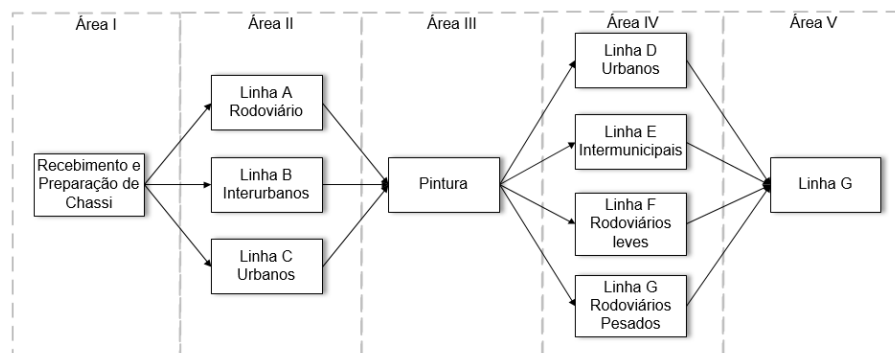 Área I
Área II
Área III
Área IV
Área V
Recebimento e
Preparação de
Chassi
Linha A
Rodoviário
Linha B
Interurbanos
Linha C
Urbanos
Pintura
Linha D
Urbanos
Linha E
Intermunicipais
Linha F
Rodoviários
leves
Linha G
Rodoviários
Pesados
Linha G